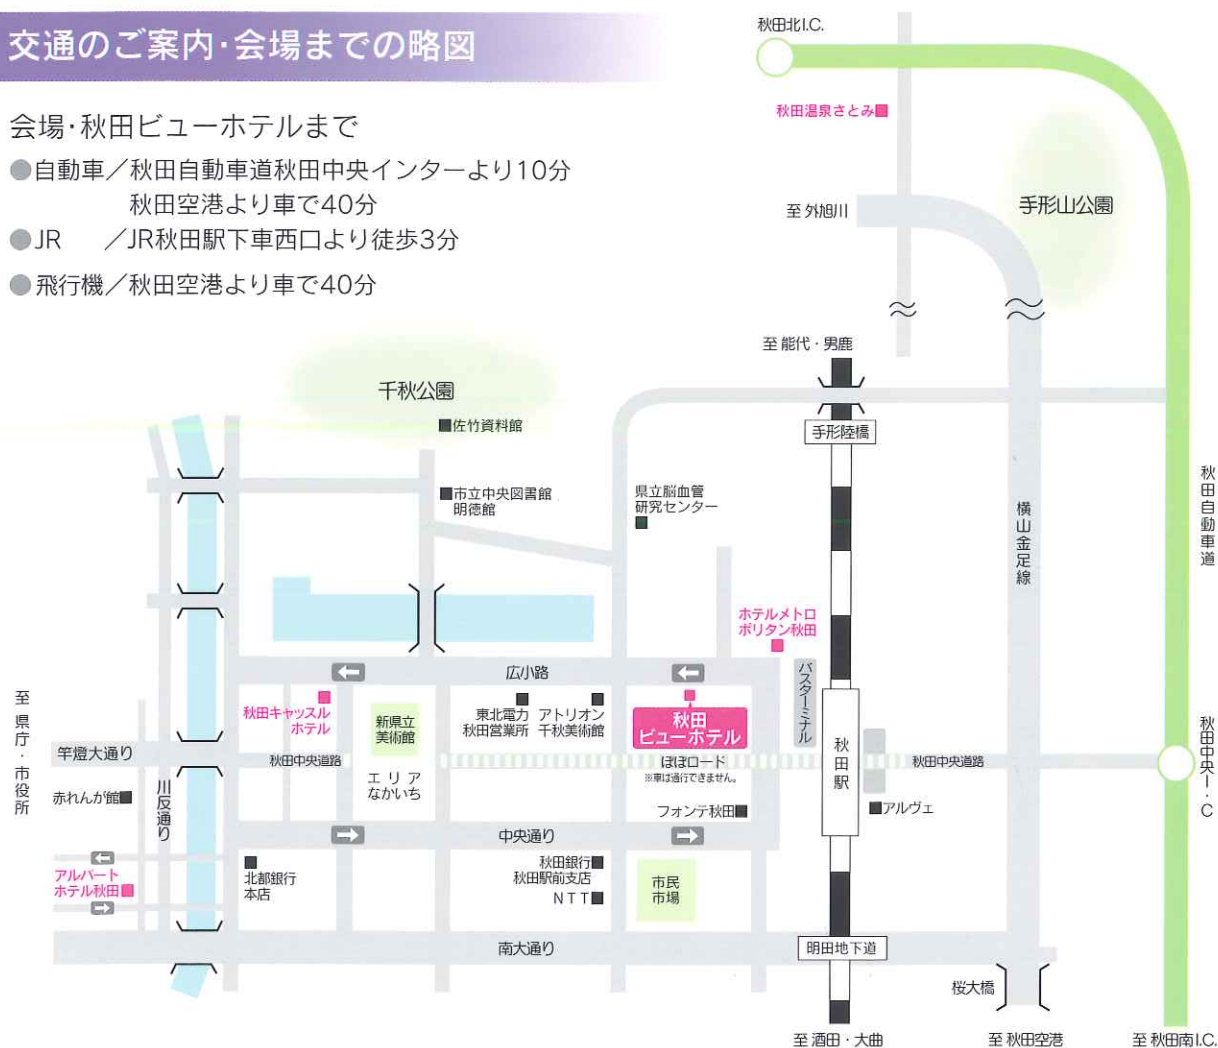 交通のご案内・会場までの略図
会場・秋田ビューホテルまで
●自動車／秋田自動車道秋田中央インターより10分
秋田空港より車で40分
●JR　／JR秋田駅下車西口より徒歩3分
●飛行機／秋田空港より車で40分
秋田北I.C.
秋田温泉さとみ
至 外旭川
手形山公園
至 能代・男鹿
千秋公園
佐竹資料館
手形陸橋
市立中央図書館
明徳館
県立脳血管
研究センター
横山金足線
秋田自動車道
ホテルメトロ
ポリタン秋田
バスターミナル
広小路
秋田キャッスル
ホテル
新県立
美術館
東北電力
秋田営業所
アトリオン
千秋美術館
秋田
ビューホテル
至 県庁・市役所
竿燈大通り
秋田中央道路
ぽぽロード
※車は通行できません。
秋田駅
秋田中央道路
秋田中央I・C
エリア
なかいち
赤れんが館
川反通り
フォンテ秋田
アルヴェ
中央通り
アルバート
ホテル秋田
北都銀行
本店
秋田銀行
秋田駅前支店
NTT
市民
市場
南大通り
明田地下道
桜大橋
至 酒田・大曲
至 秋田空港
至 秋田南I.C.